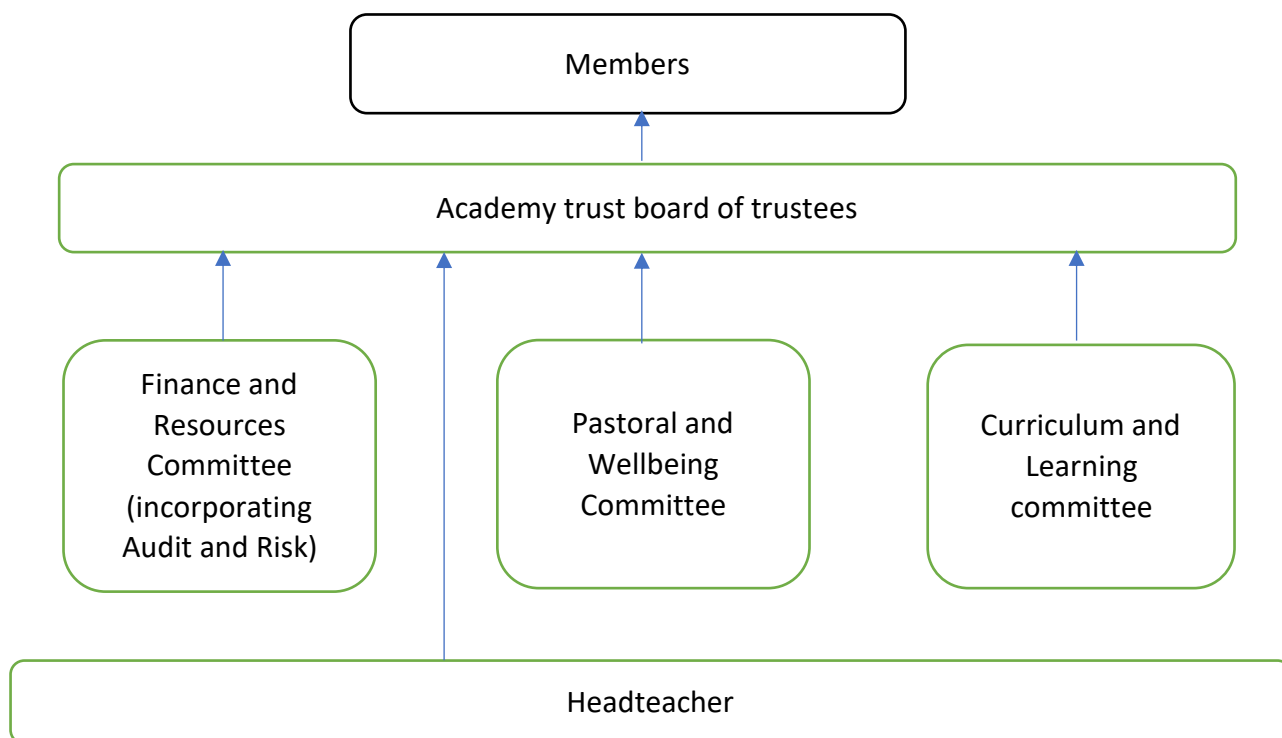 Members
Academy trust board of trustees
Finance and
Resources
Committee
(incorporating
Audit and Risk)
Pastoral and
Wellbeing
Committee
Curriculum and
Learning
committee
Headteacher